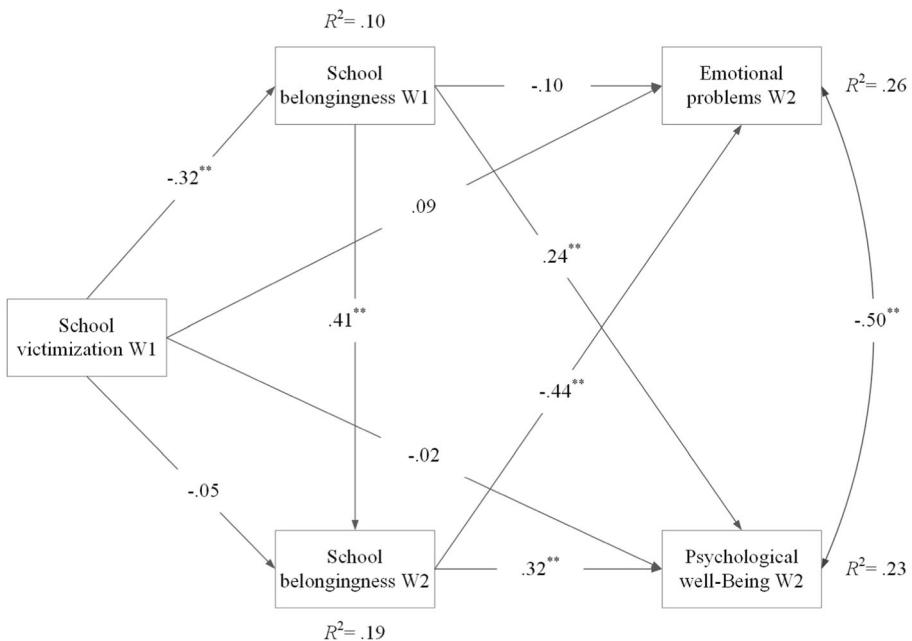 R²= .10
School
belongingness W1
-.10
Emotional
problems W2
R²= .26
-.32**
.09
.24**
School
victimization W1
.41**
-.50**
-.44**
-.02
-.05
School
belongingness W2
.32**
Psychological
well-Being W2
R²= .23
R²= .19